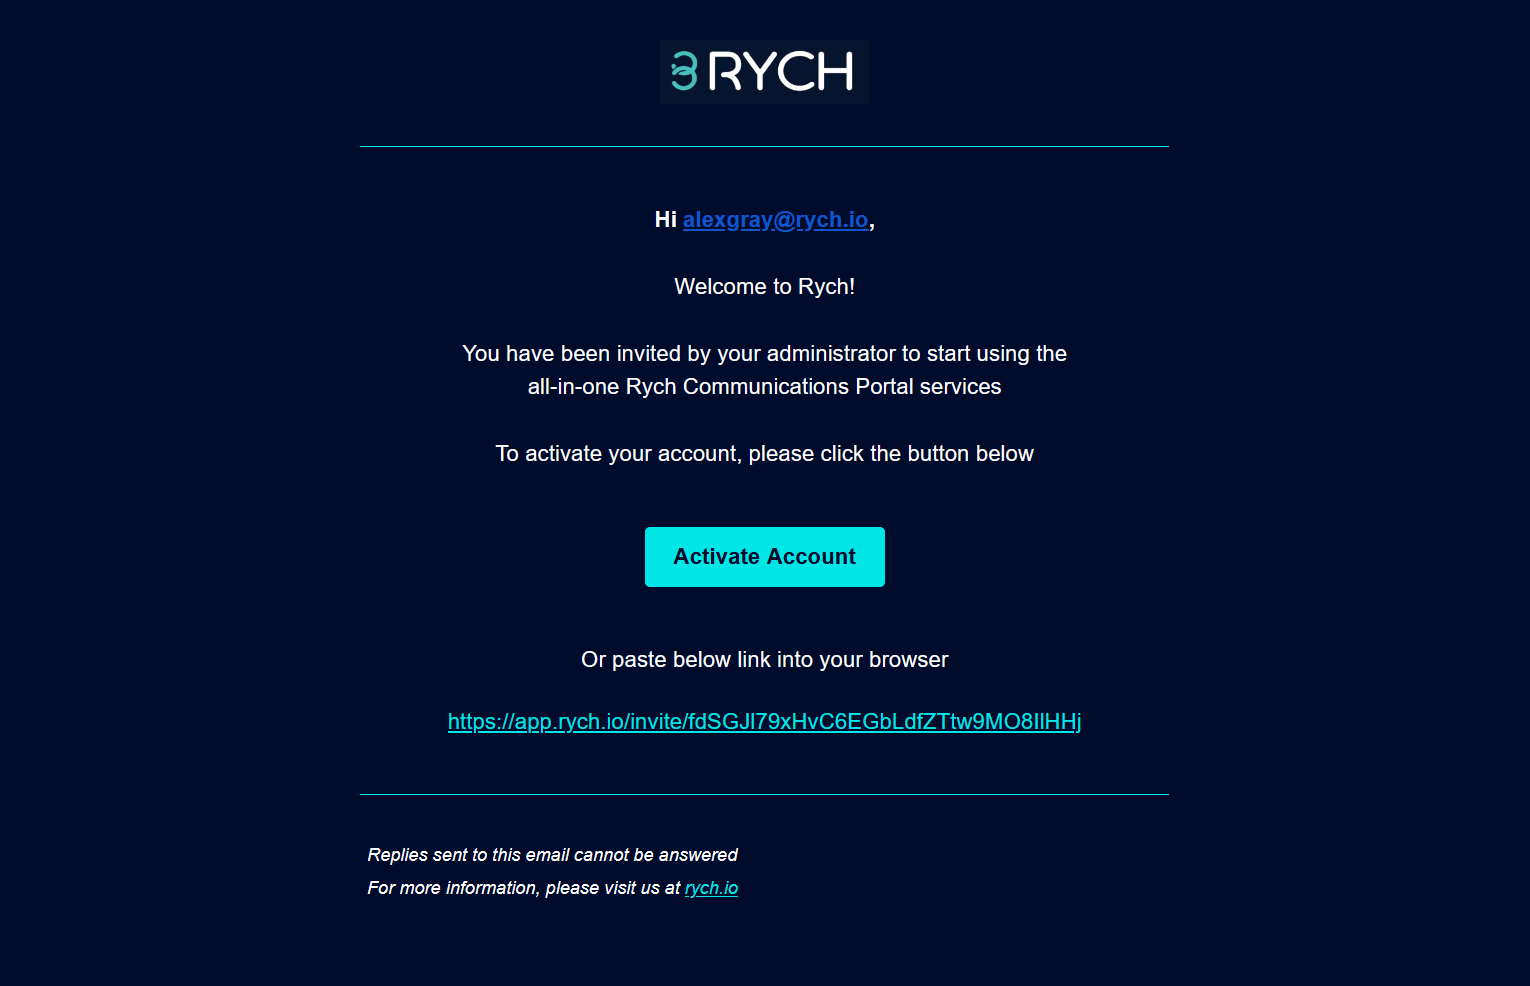 RYCH
Hi alexgray@rych.io,
Welcome to Rych!
You have been invited by your administrator to start using the
all-in-one Rych Communications Portal services
To activate your account, please click the button below
Activate Account
Or paste below link into your browser
https://app.rych.io/invite/fdSGJl79xHvC6EGbLdfZTtw9MO8IlHHj
Replies sent to this email cannot be answered
For more information, please visit us at rych.io